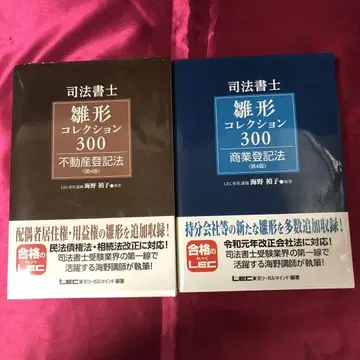 司法書士
雛形
コレクション
300
不動産登記法
(第4版)
LEC専任講師 海野 禎子●執筆
配偶者居住権・用益権の雛形を追加収録!
合格の
LEC
民法債権法・相続法改正に対応!
司法書士受験業界の第一線で
活躍する海野講師が執筆!
LEC東京リーガルマインド 編著
司法書士
雛形
コレクション
300
商業登記法
(第4版)
LEC専任講師 海野 禎子●執筆
持分会社等の新たな雛形を多数追加収録!
合格の
LEC
令和元年改正会社法に対応!
司法書士受験業界の第一線で
活躍する海野講師が執筆!
LEC東京リーガルマインド 編著